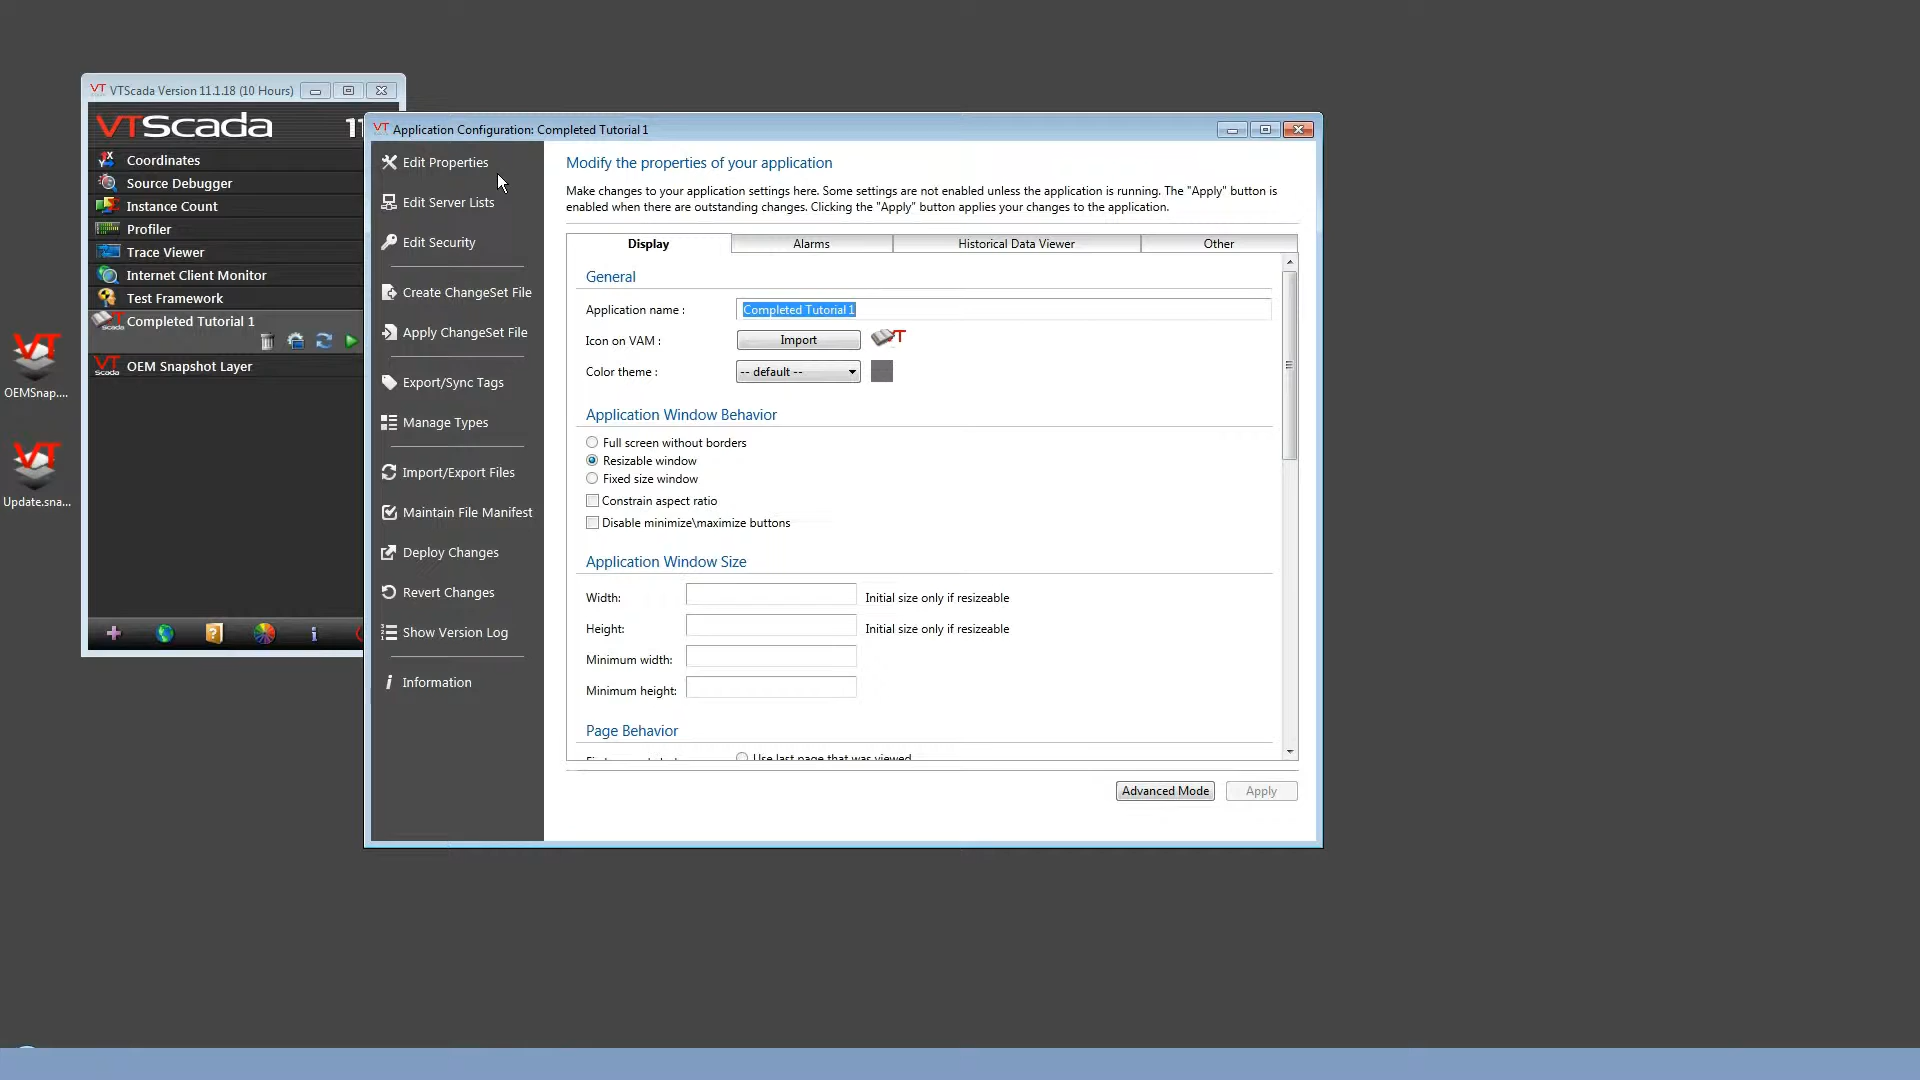 VTScada Version 11.1.18 (10 Hours)
VTScada 11
Coordinates
Source Debugger
Instance Count
Profiler
Trace Viewer
Internet Client Monitor
Test Framework
Completed Tutorial 1
OEM Snapshot Layer
OEMSnap....
Update.sna...
Application Configuration: Completed Tutorial 1
Edit Properties
Edit Server Lists
Edit Security
Create ChangeSet File
Apply ChangeSet File
Export/Sync Tags
Manage Types
Import/Export Files
Maintain File Manifest
Deploy Changes
Revert Changes
Show Version Log
Information
Modify the properties of your application
Make changes to your application settings here. Some settings are not enabled unless the application is running. The "Apply" button is
enabled when there are outstanding changes. Clicking the "Apply" button applies your changes to the application.
Display Alarms Historical Data Viewer Other
General
Application name : Completed Tutorial 1
Icon on VAM : Import
Color theme : -- default --
Application Window Behavior
Full screen without borders
Resizable window
Fixed size window
Constrain aspect ratio
Disable minimize\maximize buttons
Application Window Size
Width: Initial size only if resizeable
Height: Initial size only if resizeable
Minimum width:
Minimum height:
Page Behavior
Use last page that was viewed
Advanced Mode Apply